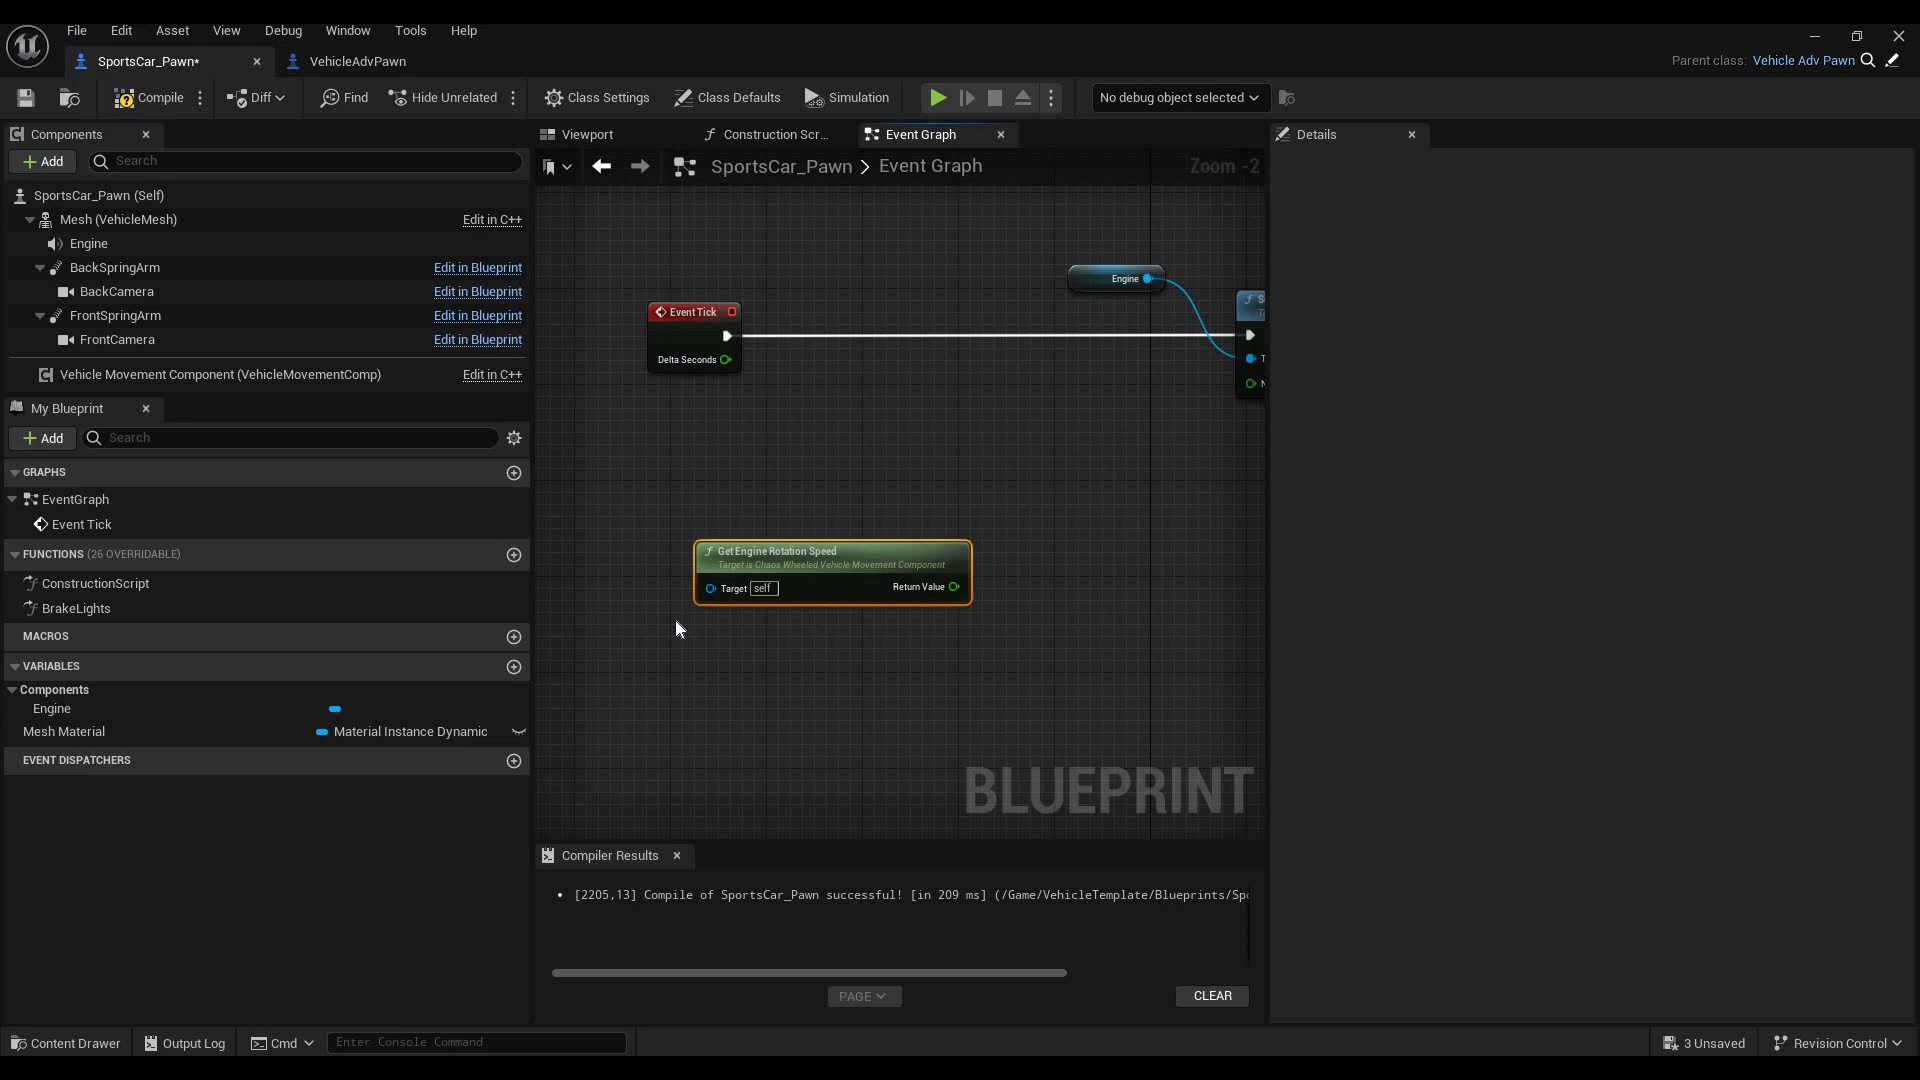 File Edit Asset View Debug Window Tools Help
SportsCar_Pawn* VehicleAdvPawn
Parent class: Vehicle Adv Pawn
Compile Diff Find Hide Unrelated Class Settings Class Defaults Simulation No debug object selected
Components
Add Search
SportsCar_Pawn (Self)
Mesh (VehicleMesh) Edit in C++
Engine
BackSpringArm Edit in Blueprint
BackCamera Edit in Blueprint
FrontSpringArm Edit in Blueprint
FrontCamera Edit in Blueprint
Vehicle Movement Component (VehicleMovementComp) Edit in C++
My Blueprint
Add Search
GRAPHS
EventGraph
Event Tick
FUNCTIONS (26 OVERRIDABLE)
ConstructionScript
BrakeLights
MACROS
VARIABLES
Components
Engine
Mesh Material Material Instance Dynamic
EVENT DISPATCHERS
Viewport Construction Scr... Event Graph
SportsCar_Pawn > Event Graph Zoom -2
Engine
Event Tick
Delta Seconds
Get Engine Rotation Speed
Target is Chaos Wheeled Vehicle Movement Component
Target self Return Value
BLUEPRINT
Compiler Results
[2205,13] Compile of SportsCar_Pawn successful! [in 209 ms] (/Game/VehicleTemplate/Blueprints/Sp
PAGE CLEAR
Details
Content Drawer Output Log Cmd Enter Console Command 3 Unsaved Revision Control